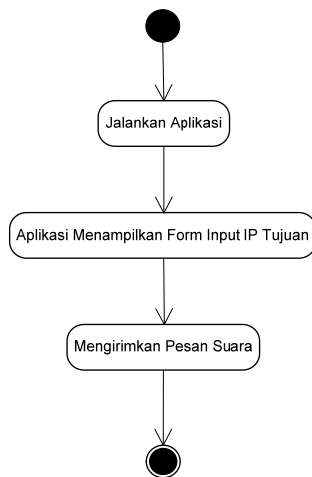 Jalankan Aplikasi
Aplikasi Menampilkan Form Input IP Tujuan
Mengirimkan Pesan Suara